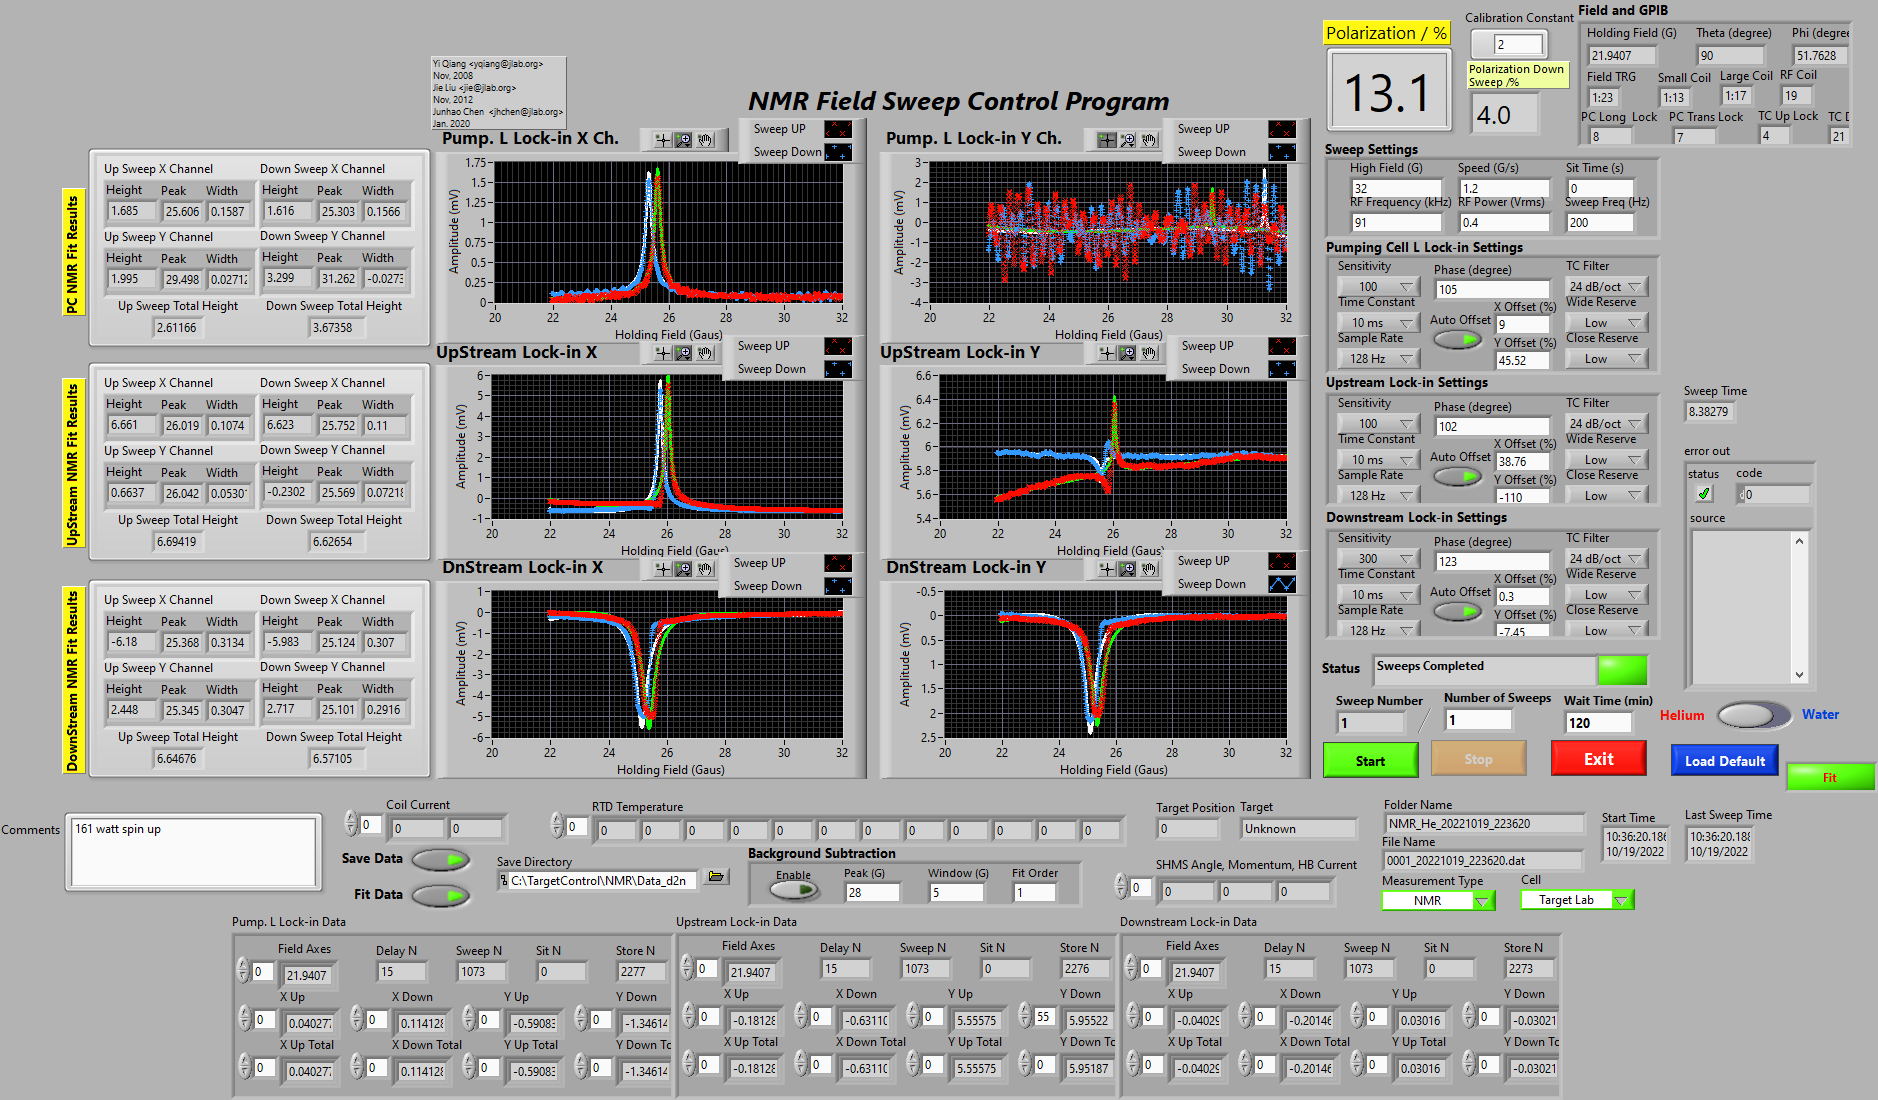 Yi Qiang <yqiang@jlab.org>
Nov, 2008
Jie Liu <jie@jlab.org>
Nov, 2012
Junhao Chen <jhchen@jlab.org>
Jan. 2020
NMR Field Sweep Control Program
Polarization / %
13.1
Calibration Constant
2
Polarization Down
Sweep /%
4.0
Field and GPIB
Holding Field (G) Theta (degree) Phi (degree
21.9407 90 51.7628
Field TRG Small Coil Large Coil RF Coil
1:23 1:13 1:17 19
PC Long Lock PC Trans Lock TC Up Lock TC D
8 7 4 21
PC NMR Fit Results
Up Sweep X Channel Down Sweep X Channel
Height Peak Width Height Peak Width
1.685 25.606 0.1587 1.616 25.303 0.1566
Up Sweep Y Channel Down Sweep Y Channel
Height Peak Width Height Peak Width
1.995 29.498 0.02712 3.299 31.262 -0.0273
Up Sweep Total Height Down Sweep Total Height
2.61166 3.67358
Pump. L Lock-in X Ch.
Sweep UP
Sweep Down
Amplitude (mV)
1.75
1.5
1.25
1
0.75
0.5
0.25
0
20 22 24 26 28 30 32
Holding Field (Gaus)
Pump. L Lock-in Y Ch.
Sweep UP
Sweep Down
Amplitude (mV)
3
2
1
0
-1
-2
-3
-4
20 22 24 26 28 30 32
Holding Field (Gaus)
UpStream NMR Fit Results
Up Sweep X Channel Down Sweep X Channel
Height Peak Width Height Peak Width
6.661 26.019 0.1074 6.623 25.752 0.11
Up Sweep Y Channel Down Sweep Y Channel
Height Peak Width Height Peak Width
0.6637 26.042 0.0530 -0.2302 25.569 0.07218
Up Sweep Total Height Down Sweep Total Height
6.69419 6.62654
UpStream Lock-in X
Sweep UP
Sweep Down
Amplitude (mV)
6
5
4
3
2
1
0
-1
20 22 24 26 28 30 32
Holding Field (Gaus)
UpStream Lock-in Y
Sweep UP
Sweep Down
Amplitude (mV)
6.6
6.4
6.2
6
5.8
5.6
5.4
20 22 24 26 28 30 32
Holding Field (Gaus)
DownStream NMR Fit Results
Up Sweep X Channel Down Sweep X Channel
Height Peak Width Height Peak Width
-6.18 25.368 0.3134 -5.983 25.124 0.307
Up Sweep Y Channel Down Sweep Y Channel
Height Peak Width Height Peak Width
2.448 25.345 0.3047 2.717 25.101 0.2916
Up Sweep Total Height Down Sweep Total Height
6.64676 6.57105
DnStream Lock-in X
Sweep UP
Sweep Down
Amplitude (mV)
1
0
-1
-2
-3
-4
-5
-6
20 22 24 26 28 30 32
Holding Field (Gaus)
DnStream Lock-in Y
Sweep UP
Sweep Down
Amplitude (mV)
-0.5
0
0.5
1
1.5
2
2.5
20 22 24 26 28 30 32
Holding Field (Gaus)
Sweep Settings
High Field (G) Speed (G/s) Sit Time (s)
32 1.2 0
RF Frequency (kHz) RF Power (Vrms) Sweep Freq (Hz)
91 0.4 200
Pumping Cell L Lock-in Settings
Sensitivity Phase (degree) TC Filter
100 105 24 dB/oct
Time Constant X Offset (%) Wide Reserve
10 ms Auto Offset 9 Low
Sample Rate Y Offset (%) Close Reserve
128 Hz 45.52 Low
Upstream Lock-in Settings
Sensitivity Phase (degree) TC Filter
100 102 24 dB/oct
Time Constant X Offset (%) Wide Reserve
10 ms Auto Offset 38.76 Low
Sample Rate Y Offset (%) Close Reserve
128 Hz -110 Low
Downstream Lock-in Settings
Sensitivity Phase (degree) TC Filter
300 123 24 dB/oct
Time Constant X Offset (%) Wide Reserve
10 ms Auto Offset 0.3 Low
Sample Rate Y Offset (%) Close Reserve
128 Hz -7.45 Low
Sweep Time
8.38279
error out
status code
0
source
Status Sweeps Completed
Sweep Number Number of Sweeps Wait Time (min)
1 / 1 120
Helium Water
Start Stop Exit Load Default Fit
Comments 161 watt spin up
Coil Current
0 0 0
Save Data
Fit Data
RTD Temperature
0 0 0 0 0 0 0 0 0 0 0 0 0
Save Directory
C:\TargetControl\NMR\Data_d2n
Background Subtraction
Enable Peak (G) Window (G) Fit Order
28 5 1
Target Position Target
0 Unknown
SHMS Angle, Momentum, HB Current
0 0 0 0
Folder Name
NMR_He_20221019_223620
File Name
0001_20221019_223620.dat
Measurement Type Cell
NMR Target Lab
Start Time Last Sweep Time
10:36:20.186 10:36:20.188
10/19/2022 10/19/2022
Pump. L Lock-in Data
Field Axes Delay N Sweep N Sit N Store N
0 21.9407 15 1073 0 2277
X Up X Down Y Up Y Down
0 0.04027 0 0.114128 0 -0.5908 0 -1.34614
X Up Total X Down Total Y Up Total Y Down To
0 0.04027 0 0.114128 0 -0.5908 0 -1.34614
Upstream Lock-in Data
Field Axes Delay N Sweep N Sit N Store N
0 21.9407 15 1073 0 2276
X Up X Down Y Up Y Down
0 -0.18128 0 -0.6311 0 5.55575 55 5.95522
X Up Total X Down Total Y Up Total Y Down Tc
0 -0.18128 0 -0.6311 0 5.55575 0 5.95187
Downstream Lock-in Data
Field Axes Delay N Sweep N Sit N Store N
0 21.9407 15 1073 0 2273
X Up X Down Y Up Y Down
0 -0.04029 0 -0.20146 0 0.03016 0 -0.03021
X Up Total X Down Total Y Up Total Y Down To
0 -0.04029 0 -0.20146 0 0.03016 0 -0.03021